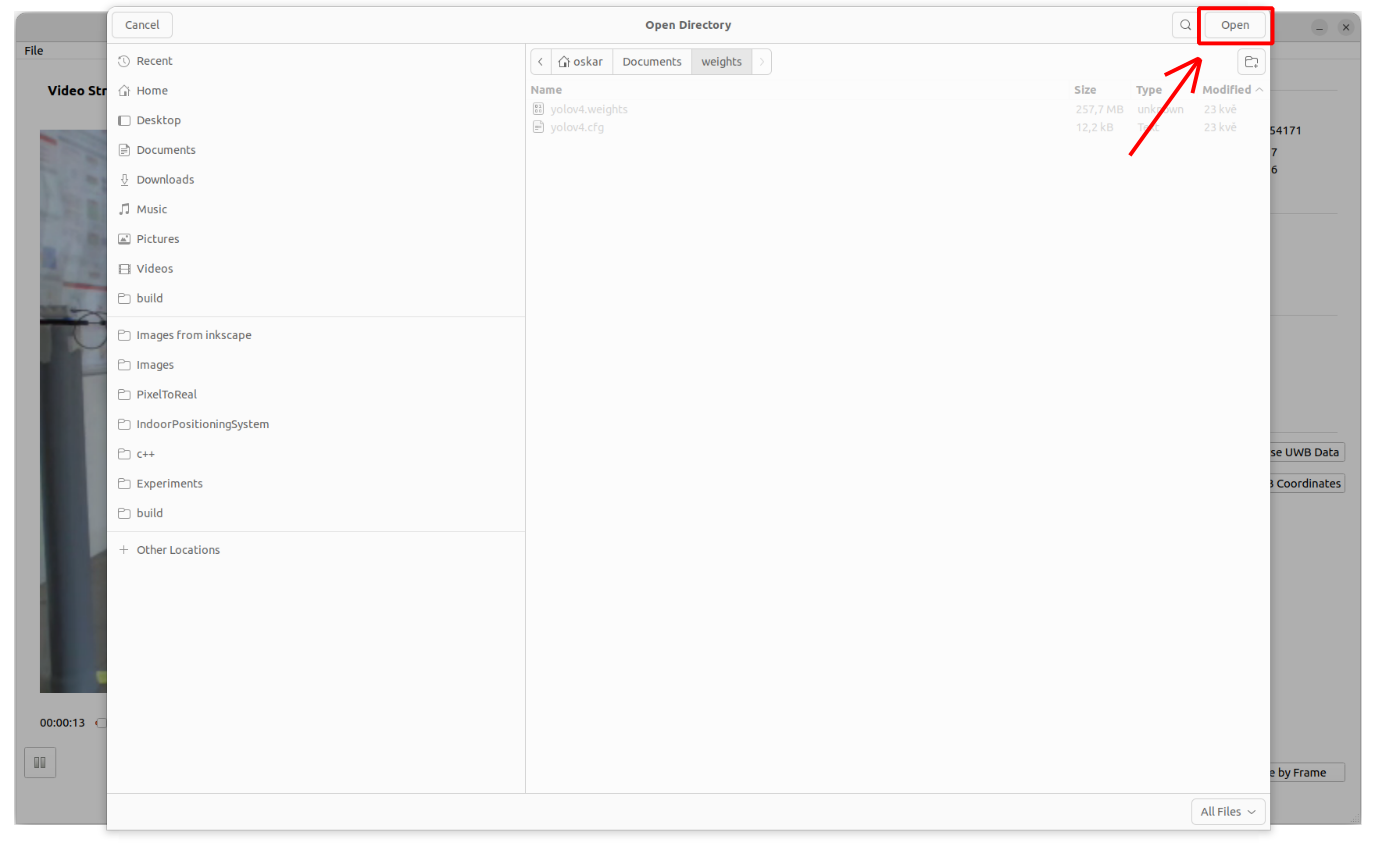 Cancel
Open Directory
Open
File
Recent
oskar
Documents
weights
Home
Name
Size
Type
Modified
Video Str
Desktop
yolov4.weights
257,7 MB
unknown
23 kvě
yolov4.cfg
12,2 kB
Text
23 kvě
54171
Documents
7
6
Downloads
Music
Pictures
Videos
build
Images from inkscape
Images
PixelToReal
IndoorPositioningSystem
c++
se UWB Data
Experiments
B Coordinates
build
Other Locations
00:00:13
e by Frame
All Files